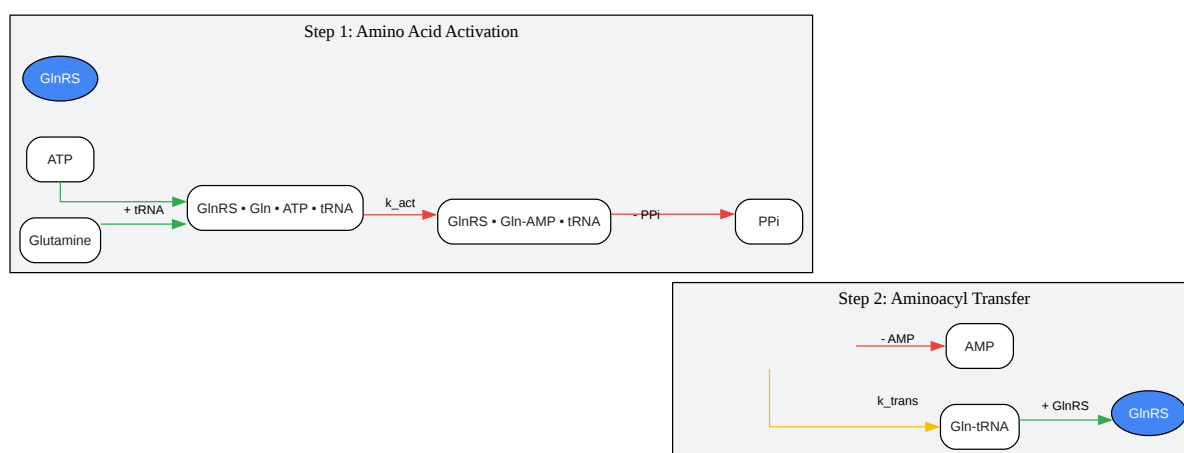 Step 1: Amino Acid Activation
GlnRS
ATP
+ tRNA
Glutamine
GlnRS • Gln • ATP • tRNA
k_act
GlnRS • Gln-AMP • tRNA
- PPi
PPi
Step 2: Aminoacyl Transfer
- AMP
AMP
k_trans
Gln-tRNA
+ GlnRS
GlnRS